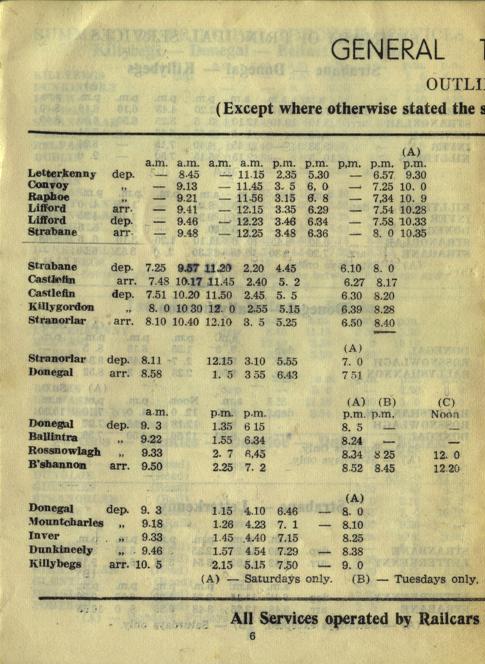 GENERAL T
OUTLI
(Except where otherwise stated the s
(A)
a.m. a.m. a.m. a.m. p.m. p.m. p,m. p.m. p.m.
Letterkenny dep. — 8.45 — 11.15 2.35 5.30 — 6.57 9.30
Convoy „ — 9.13 — 11.45 3. 5 6, 0 — 7.25 10. 0
Raphoe „ — 9.21 — 11.56 3.15 6. 8 — 7,34 10. 9
Lifford arr. — 9.41 — 12.15 3.35 6.29 — 7.54 10.28
Lifford dep. — 9.46 — 12.23 3.46 6.34 — 7.58 10.33
Strabane arr. — 9.48 — 12.25 3.48 6.36 — 8. 0 10.35
Strabane dep. 7.25 9.57 11.20 2.20 4.45 6.10 8. 0
Castlefin arr. 7.48 10.17 11.45 2.40 5. 2 6.27 8.17
Castlefin dep. 7.51 10.20 11.50 2.45 5. 5 6.30 8.20
Killygordon „ 8. 0 10 30 12. 0 2.55 5.15 6.39 8.28
Stranorlar arr. 8.10 10.40 12.10 3. 5 5.25 6.50 8.40
(A)
Stranorlar dep. 8.11 12.15 3.10 5.55 7. 0
Donegal arr. 8.58 1. 5 3 55 6.43 7 51
(A) (B) (C)
a.m. p.m. p.m. p.m. p.m. Noon
Donegal dep. 9. 3 1.35 6 15 8. 5 — —
Ballintra „ 9.22 1.55 6.34 8.24 — —
Rossnowlagh „ 9.33 2. 7 6,45 8.34 8 25 12. 0
B'shannon arr. 9.50 2.25 7. 2 8.52 8.45 12.20
(A)
Donegal dep. 9. 3 1.15 4.10 6.46 — 8. 0
Mountcharles „ 9.18 1.26 4.23 7. 1 — 8.10
Inver „ 9.33 1.45 4.40 7.15 8.25
Dunkineely „ 9.46 1.57 4.54 7.29 — 8.38
Killybegs arr. 10. 5 2.15 5.15 7.50 — 9. 0
(A) — Saturdays only. (B) — Tuesdays only.
All Services operated by Railcars
6